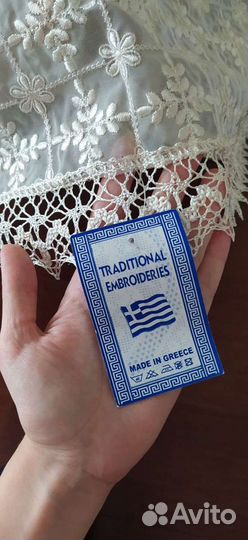 TRADITIONAL
EMBROIDERIES
MADE IN GREECE
Avito